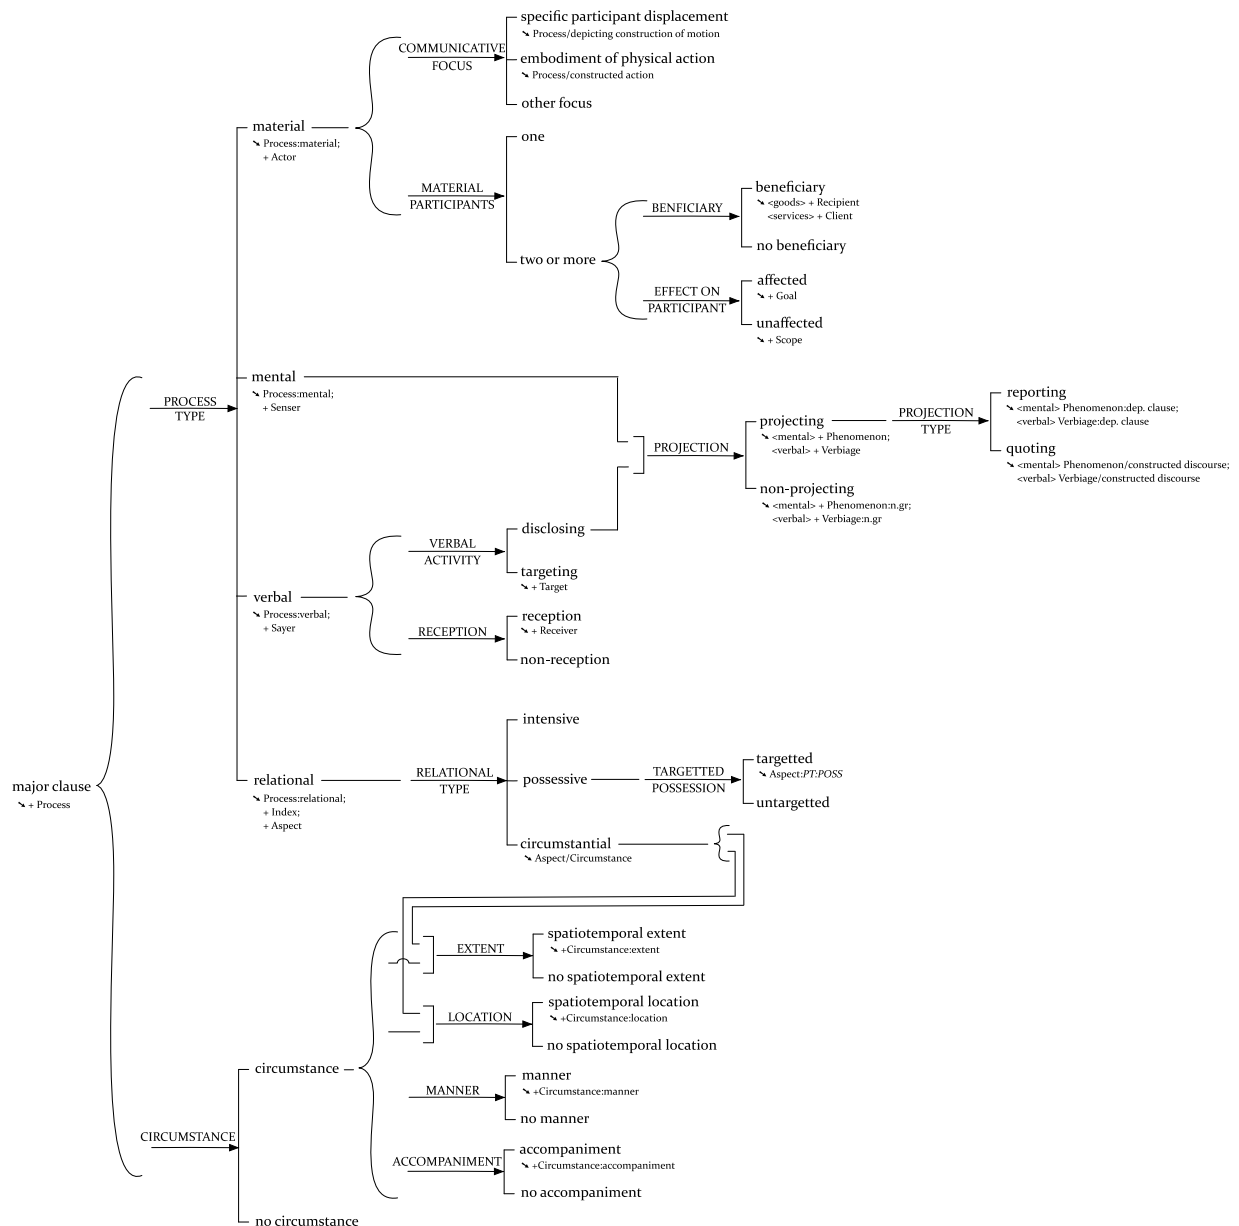 specific participant displacement
↘ Process/depicting construction of motion
COMMUNICATIVE
FOCUS
embodiment of physical action
↘ Process/constructed action
other focus
material
↘ Process:material;
+ Actor
one
MATERIAL
PARTICIPANTS
two or more
BENFICIARY
beneficiary
↘ <goods> + Recipient
<services> + Client
no beneficiary
EFFECT ON
PARTICIPANT
affected
↘ + Goal
unaffected
↘ + Scope
PROCESS
TYPE
mental
↘ Process:mental;
+ Senser
PROJECTION
projecting
↘ <mental> + Phenomenon;
<verbal> + Verbiage
non-projecting
↘ <mental> + Phenomenon:n.gr;
<verbal> + Verbiage:n.gr
PROJECTION
TYPE
reporting
↘ <mental> Phenomenon:dep. clause;
<verbal> Verbiage:dep. clause
quoting
↘ <mental> Phenomenon/constructed discourse;
<verbal> Verbiage/constructed discourse
verbal
↘ Process:verbal;
+ Sayer
VERBAL
ACTIVITY
disclosing
targeting
↘ + Target
RECEPTION
reception
↘ + Receiver
non-reception
major clause
↘ + Process
relational
↘ Process:relational;
+ Index;
+ Aspect
RELATIONAL
TYPE
intensive
possessive
TARGETTED
POSSESSION
targetted
↘ Aspect:PT:POSS
untargetted
circumstantial
↘ Aspect/Circumstance
EXTENT
spatiotemporal extent
↘ +Circumstance:extent
no spatiotemporal extent
LOCATION
spatiotemporal location
↘ +Circumstance:location
no spatiotemporal location
CIRCUMSTANCE
circumstance
MANNER
manner
↘ +Circumstance:manner
no manner
ACCOMPANIMENT
accompaniment
↘ +Circumstance:accompaniment
no accompaniment
no circumstance